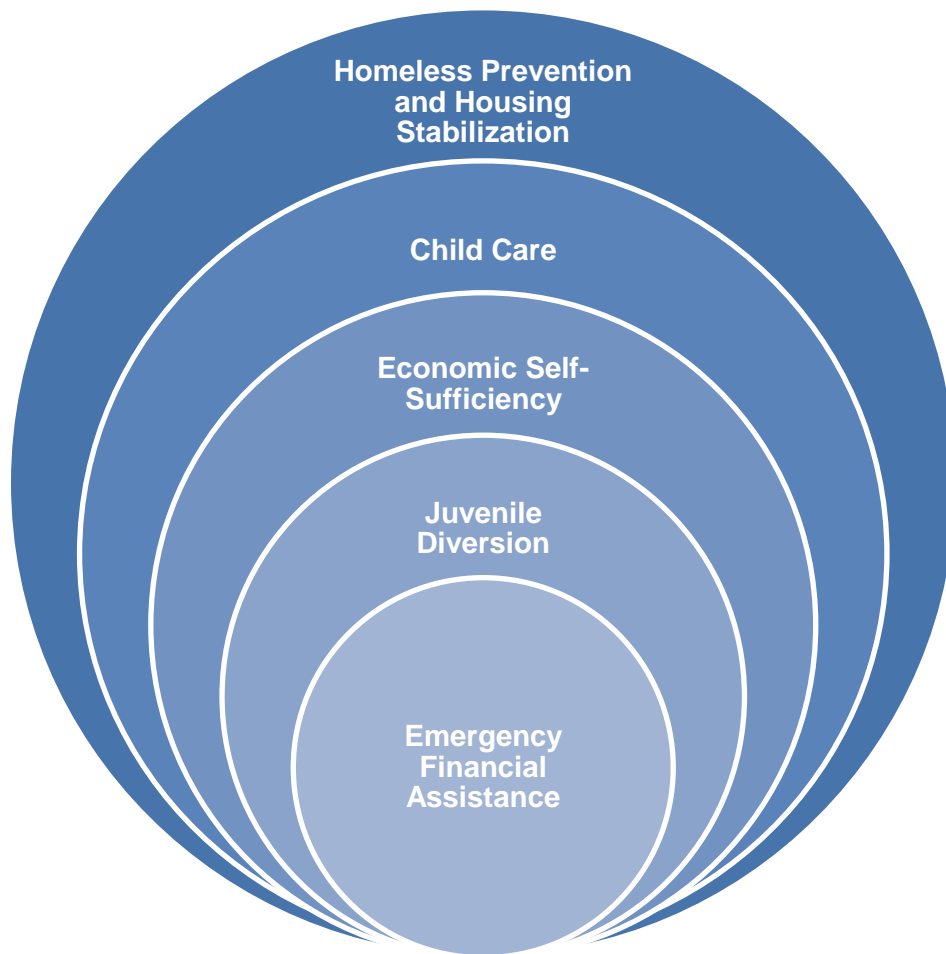 Homeless Prevention
and Housing
Stabilization
Child Care
Economic Self-
Sufficiency
Juvenile
Diversion
Emergency
Financial
Assistance